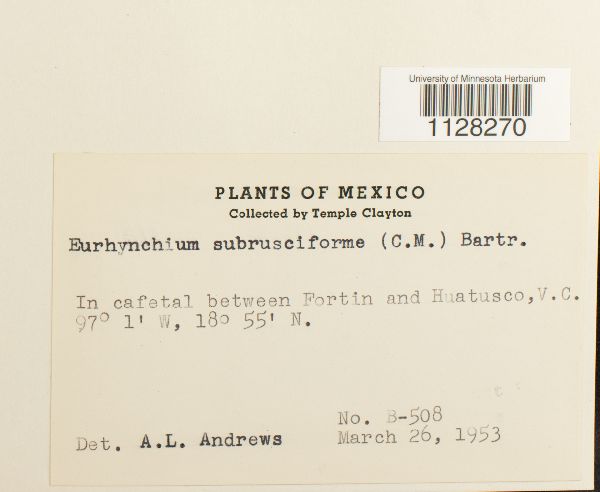 University of Minnesota Herbarium
1128270
PLANTS OF MEXICO
Collected by Temple Clayton
Eurhynchium subrusciforme (C.M.) Bartr.
In cafetal between Fortin and Huatusco,V.C.
97° 1' W, 18° 55' N.
No. B-508
Det. A.L. Andrews March 26, 1953